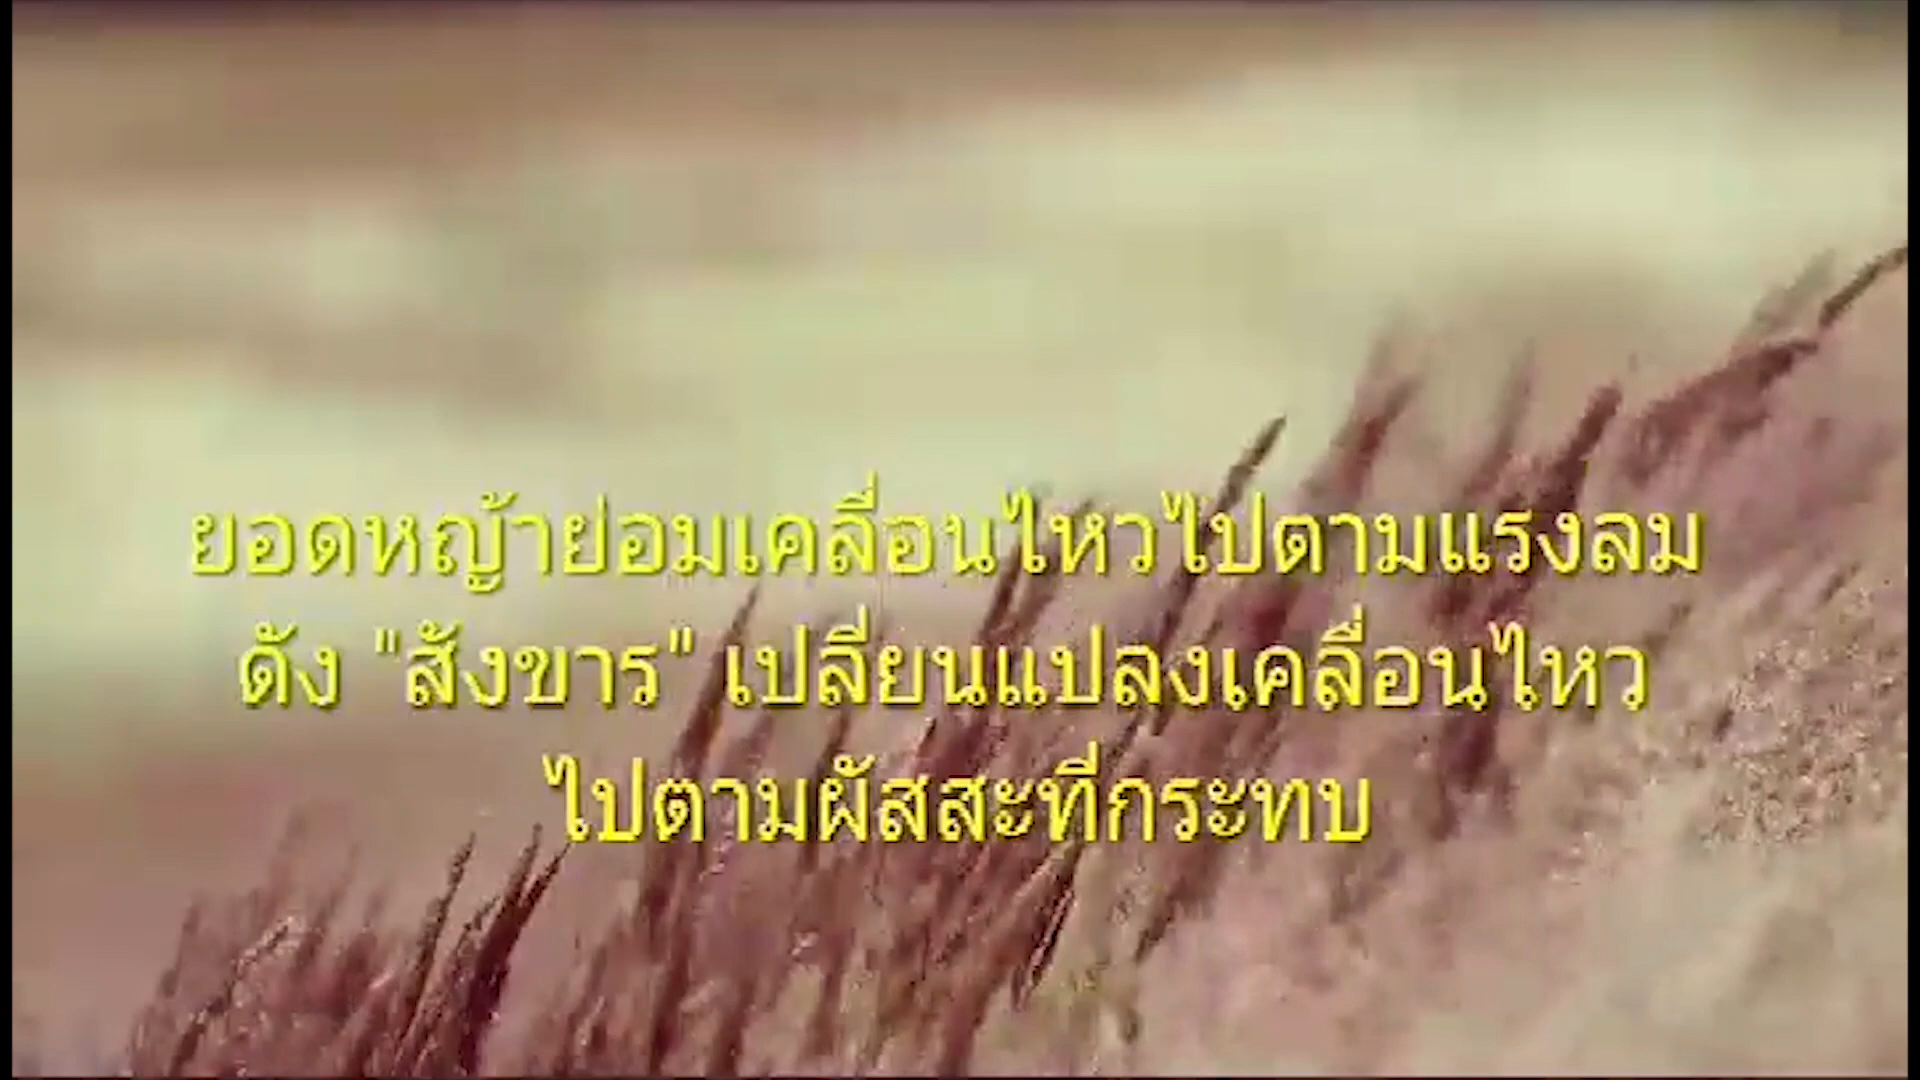 ยอดหญ้าย่อมเคลื่อนไหวไปตามแรงลม
ดัง "สังขาร" เปลี่ยนแปลงเคลื่อนไหว
ไปตามผัสสะที่กระทบ